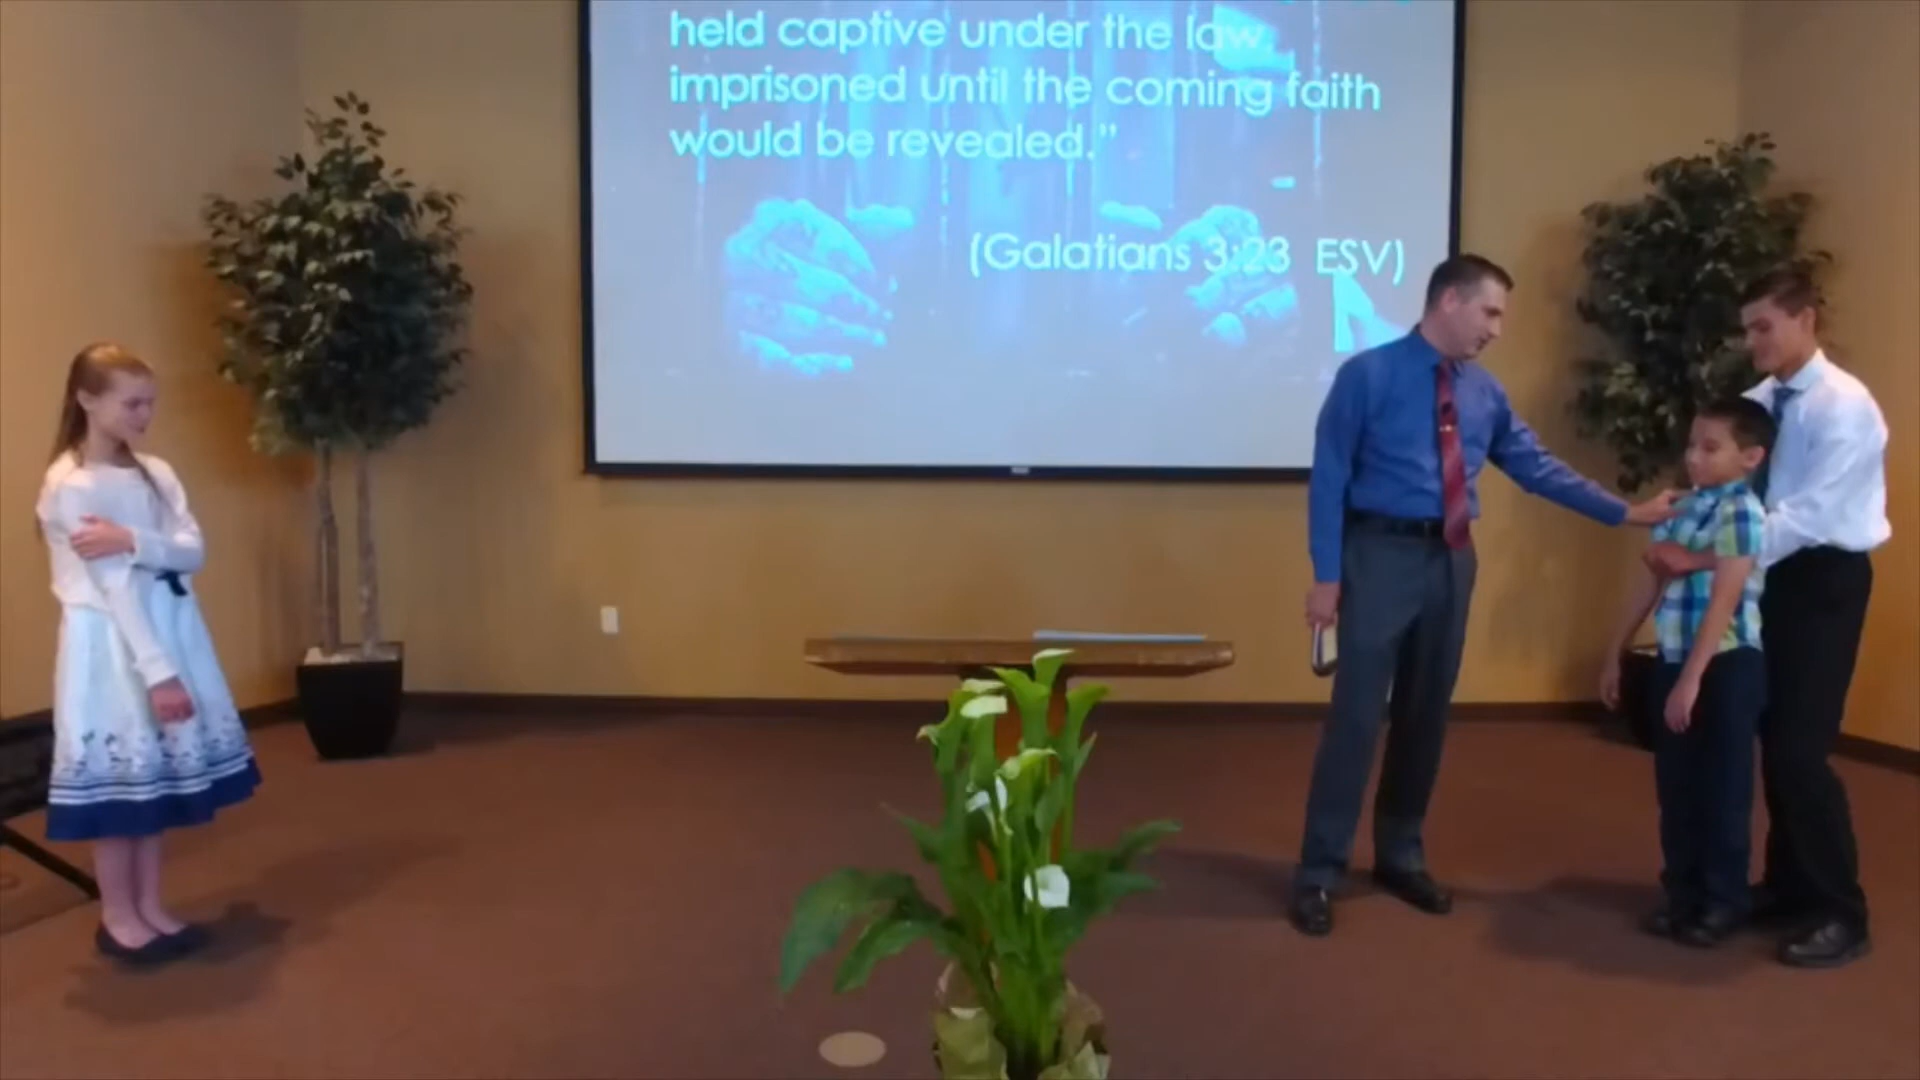 held captive under the law,
imprisoned until the coming faith
would be revealed."
(Galatians 3:23 ESV)